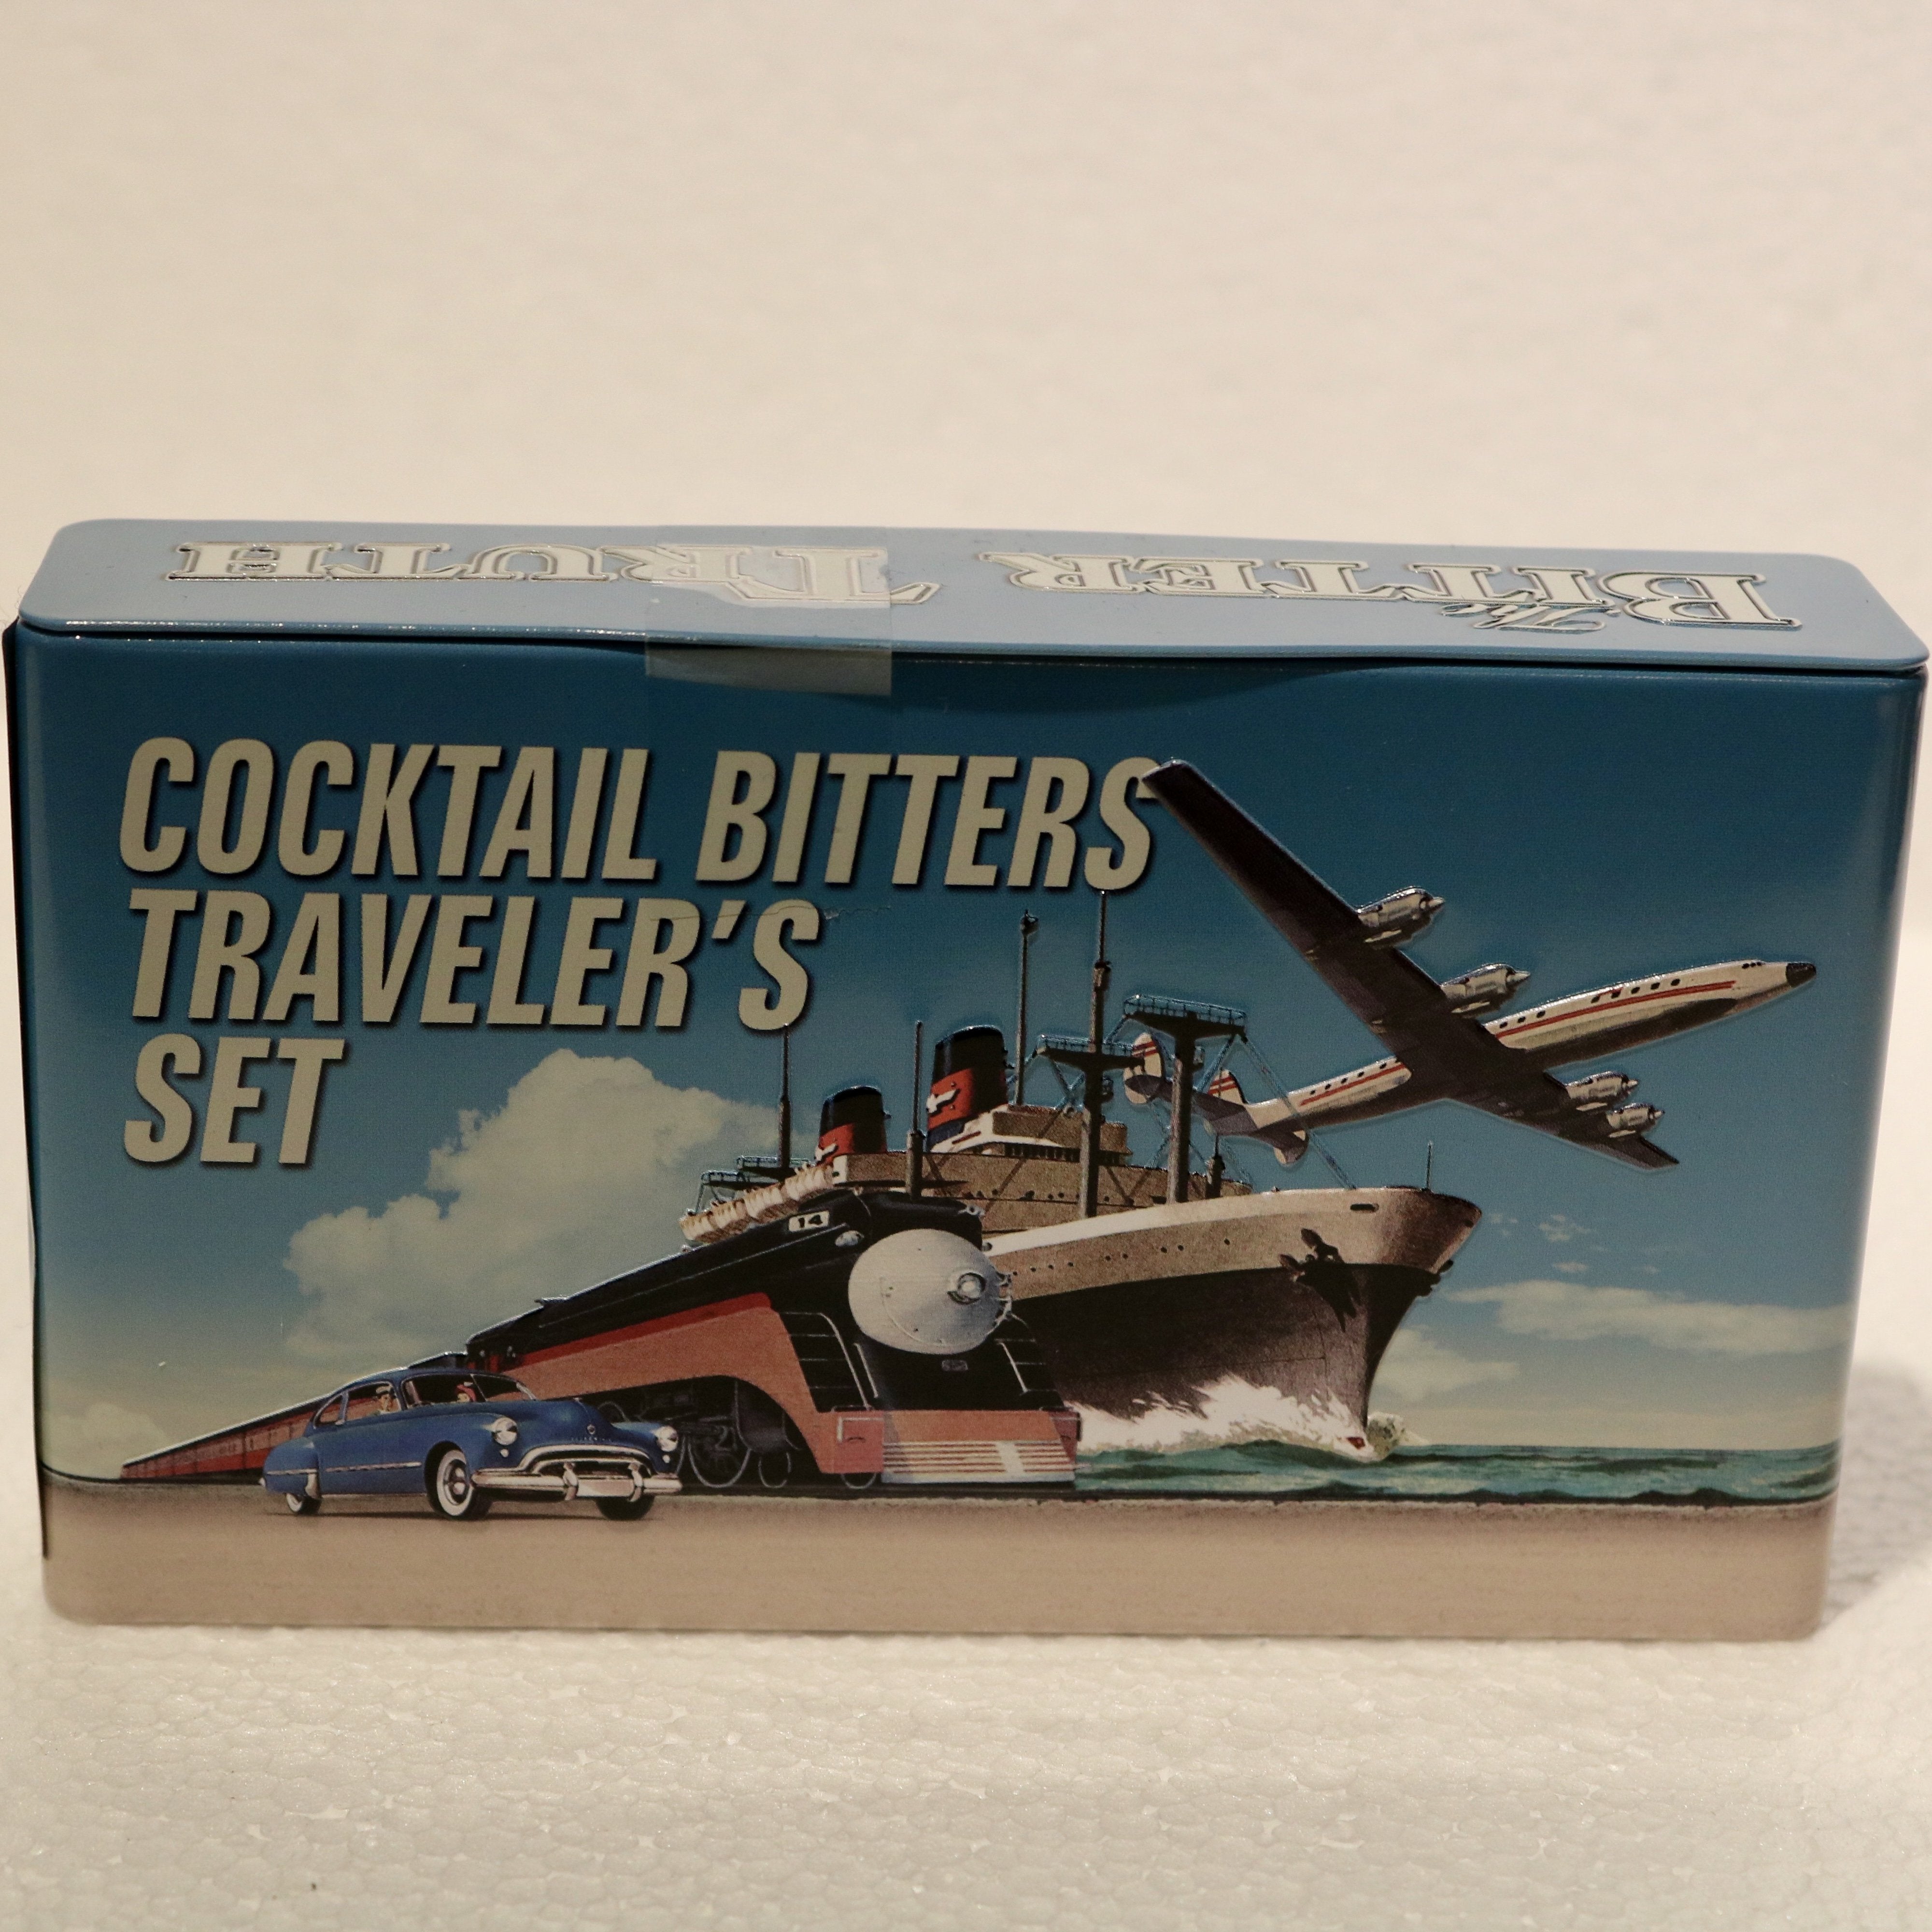 The
BITTER TRUTH
COCKTAIL BITTERS
TRAVELER'S
SET
14